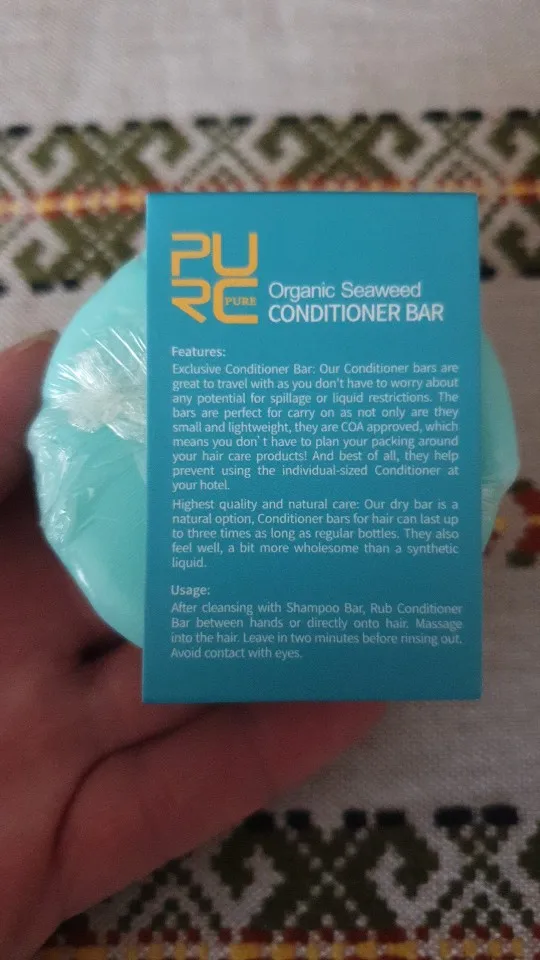 PU
RC
PURE
Organic Seaweed
CONDITIONER BAR
Features:
Exclusive Conditioner Bar: Our Conditioner bars are
great to travel with as you don't have to worry about
any potential for spillage or liquid restrictions. The
bars are perfect for carry on as not only are they
small and lightweight, they are COA approved, which
means you don't have to plan your packing around
your hair care products! And best of all, they help
prevent using the individual-sized Conditioner at
your hotel.
Highest quality and natural care: Our dry bar is a
natural option, Conditioner bars for hair can last up
to three times as long as regular bottles. They also
feel well, a bit more wholesome than a synthetic
liquid.
Usage:
After cleansing with Shampoo Bar, Rub Conditioner
Bar between hands or directly onto hair. Massage
into the hair. Leave in two minutes before rinsing out.
Avoid contact with eyes.